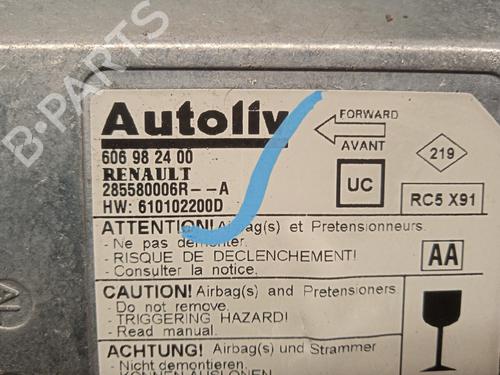 B-PARTS
Autoliv
606 98 24 00
RENAULT
285580006R--A
HW: 610102200D
FORWARD
AVANT
219
UC
RC5 X91
ATTENTION! Airbag(s) et Pretensionneurs.
- Ne pas demonter.
- RISQUE DE DECLENCHEMENT!
- Consulter la notice.
AA
CAUTION! Airbag(s) and Pretensioners
- Do not remove.
- TRIGGERING HAZARD!
- Read manual.
ACHTUNG! Airbag(s) und Strammer
- Nicht demontieren.
- KONNEN AUSLOSEN